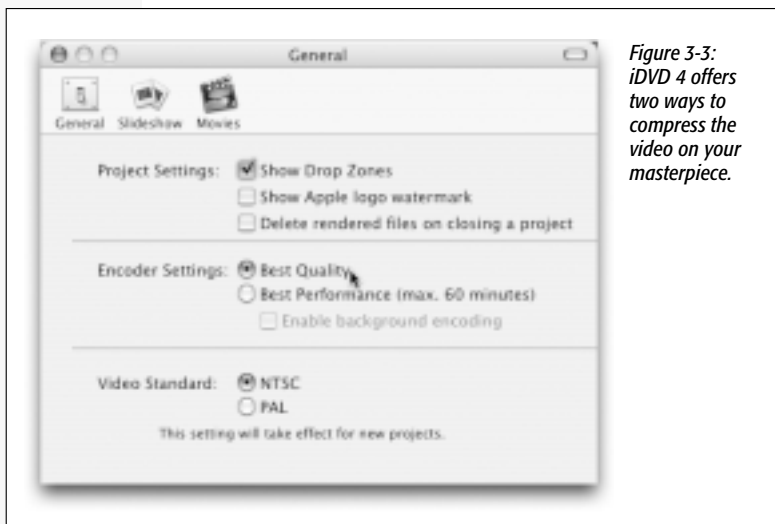 General
General Slideshow Movies
Project Settings: Show Drop Zones
Show Apple logo watermark
Delete rendered files on closing a project
Encoder Settings: Best Quality
Best Performance (max. 60 minutes)
Enable background encoding
Video Standard: NTSC
PAL
This setting will take effect for new projects.
Figure 3-3:
iDVD 4 offers
two ways to
compress the
video on your
masterpiece.